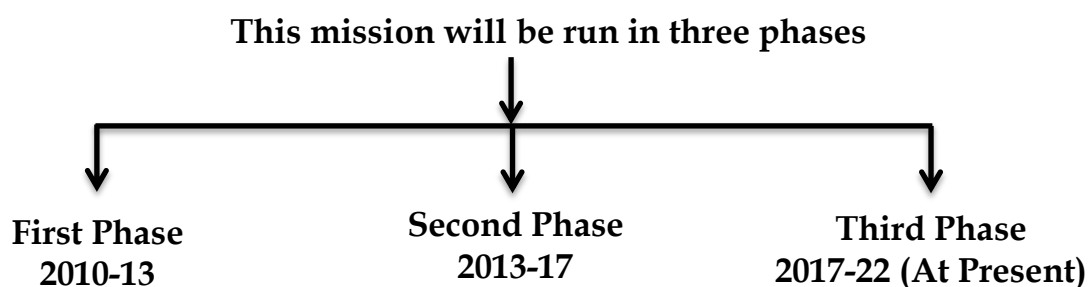 This mission will be run in three phases
First Phase
2010-13
Second Phase
2013-17
Third Phase
2017-22 (At Present)